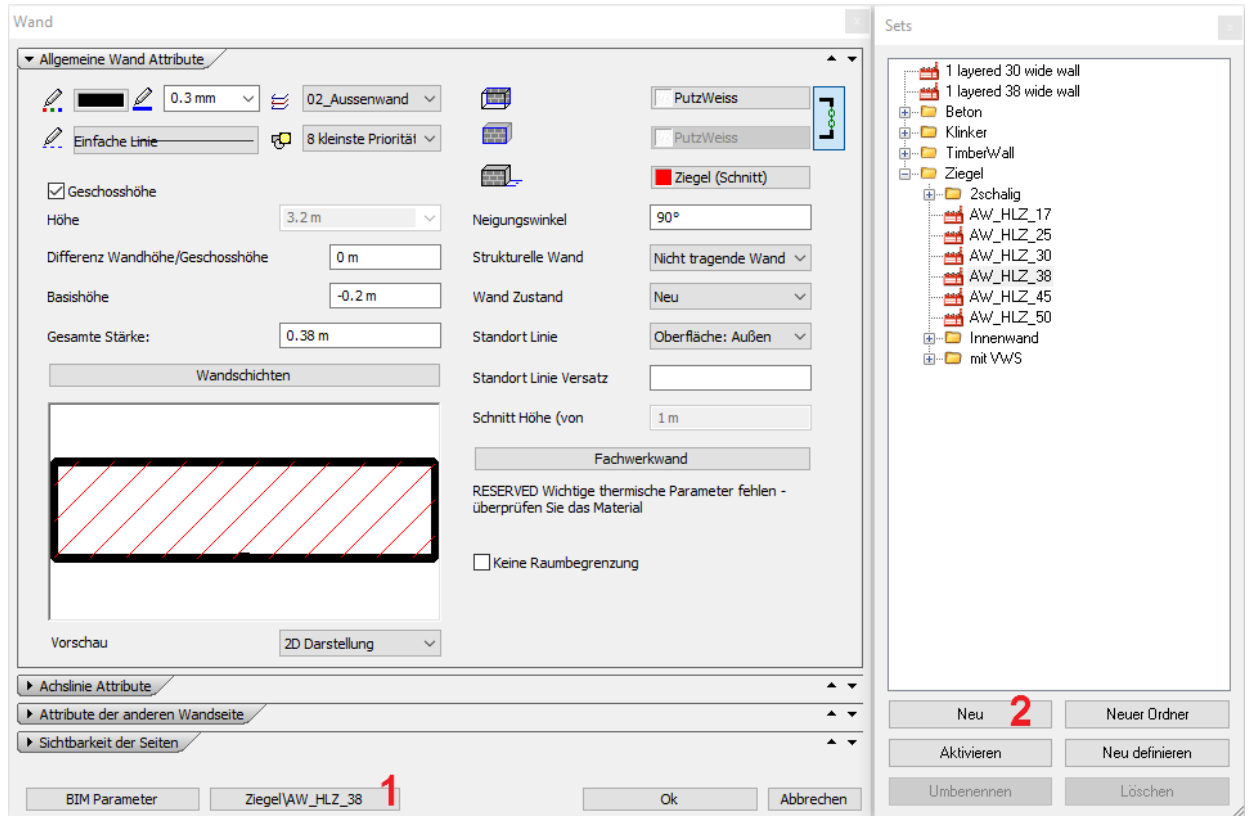 Wand
Allgemeine Wand Attribute
0.3 mm
02_Aussenwand
Einfache Linie
8 kleinste Priorität
Geschosshöhe
Höhe
3.2 m
Differenz Wandhöhe/Geschosshöhe
0 m
Basishöhe
-0.2 m
Gesamte Stärke:
0.38 m
Wandschichten
Vorschau
2D Darstellung
PutzWeiss
PutzWeiss
Ziegel (Schnitt)
Neigungswinkel
90°
Strukturelle Wand
Nicht tragende Wand
Wand Zustand
Neu
Standort Linie
Oberfläche: Außen
Standort Linie Versatz
Schnitt Höhe (von
1 m
Fachwerkwand
RESERVED Wichtige thermische Parameter fehlen -
überprüfen Sie das Material
Keine Raumbegrenzung
Achslinie Attribute
Attribute der anderen Wandseite
Sichtbarkeit der Seiten
BIM Parameter
Ziegel\AW_HLZ_38
1
Ok
Abbrechen
Sets
x
1 layered 30 wide wall
1 layered 38 wide wall
Beton
Klinker
TimberWall
Ziegel
2schalig
AW_HLZ_17
AW_HLZ_25
AW_HLZ_30
AW_HLZ_38
AW_HLZ_45
AW_HLZ_50
Innenwand
mit VWS
Neu
2
Neuer Ordner
Aktivieren
Neu definieren
Umbenennen
Löschen